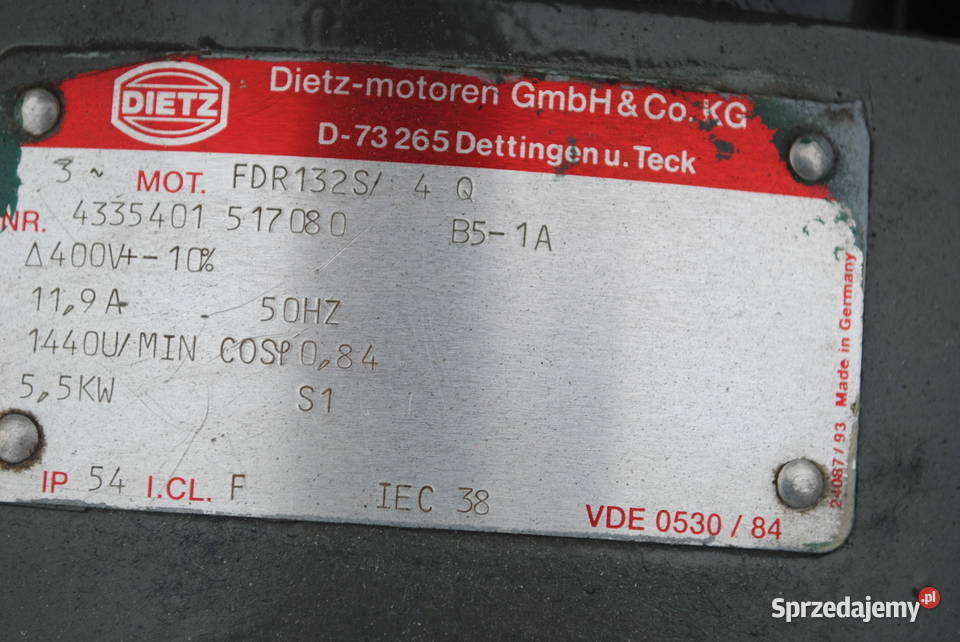 DIETZ
Dietz-motoren GmbH & Co. KG
D-73 265 Dettingen u. Teck
3 ~ MOT. FDR132S/ 4 Q
NR. 4335401 517080 B5-1A
Δ400V+-10%
11,9A 50HZ
1440U/MIN COSφ0,84
5,5KW S1
IP 54 I.CL. F IEC 38
VDE 0530 / 84
24087/93 Made in Germany
Sprzedajemy.pl